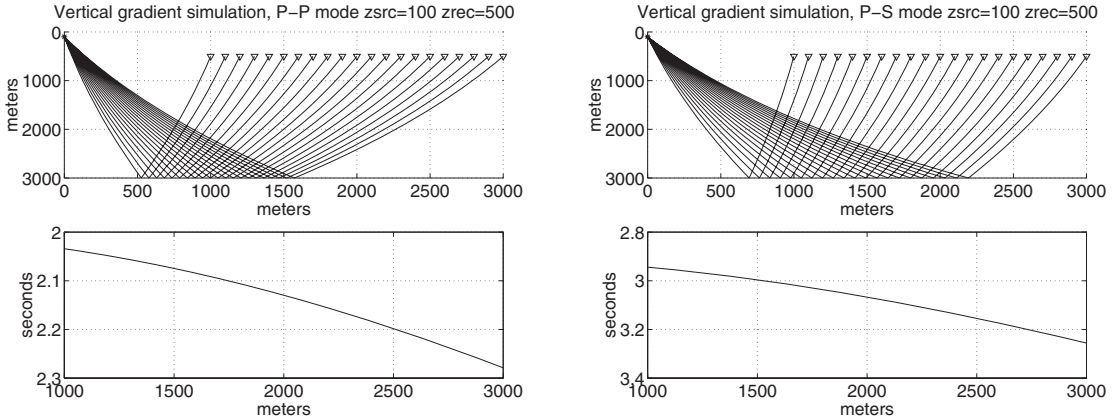 Vertical gradient simulation, P−P mode zsrc=100 zrec=500
0
1000
2000
3000
meters
0 500 1000 1500 2000 2500 3000
meters
2
2.1
2.2
2.3
seconds
1000 1500 2000 2500 3000
meters
Vertical gradient simulation, P−S mode zsrc=100 zrec=500
0
1000
2000
3000
meters
0 500 1000 1500 2000 2500 3000
meters
2.8
3
3.2
3.4
seconds
1000 1500 2000 2500 3000
meters